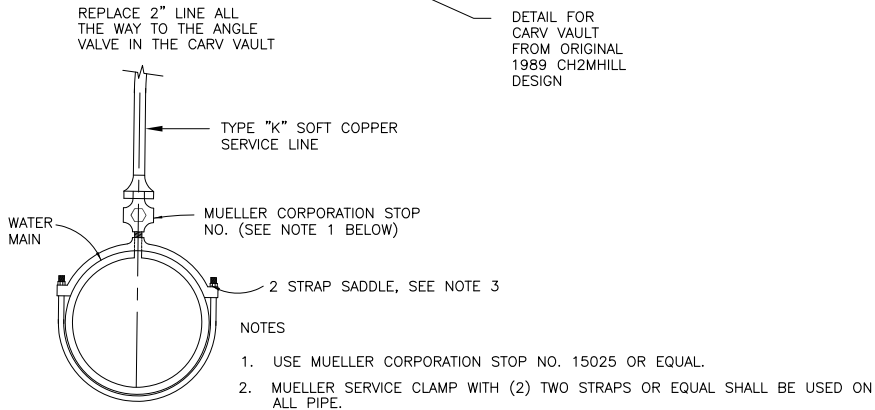 REPLACE 2" LINE ALL
THE WAY TO THE ANGLE
VALVE IN THE CARV VAULT
DETAIL FOR
CARV VAULT
FROM ORIGINAL
1989 CH2MHILL
DESIGN
TYPE "K" SOFT COPPER
SERVICE LINE
MUELLER CORPORATION STOP
NO. (SEE NOTE 1 BELOW)
WATER
MAIN
2 STRAP SADDLE, SEE NOTE 3
NOTES
1. USE MUELLER CORPORATION STOP NO. 15025 OR EQUAL.
2. MUELLER SERVICE CLAMP WITH (2) TWO STRAPS OR EQUAL SHALL BE USED ON
ALL PIPE.